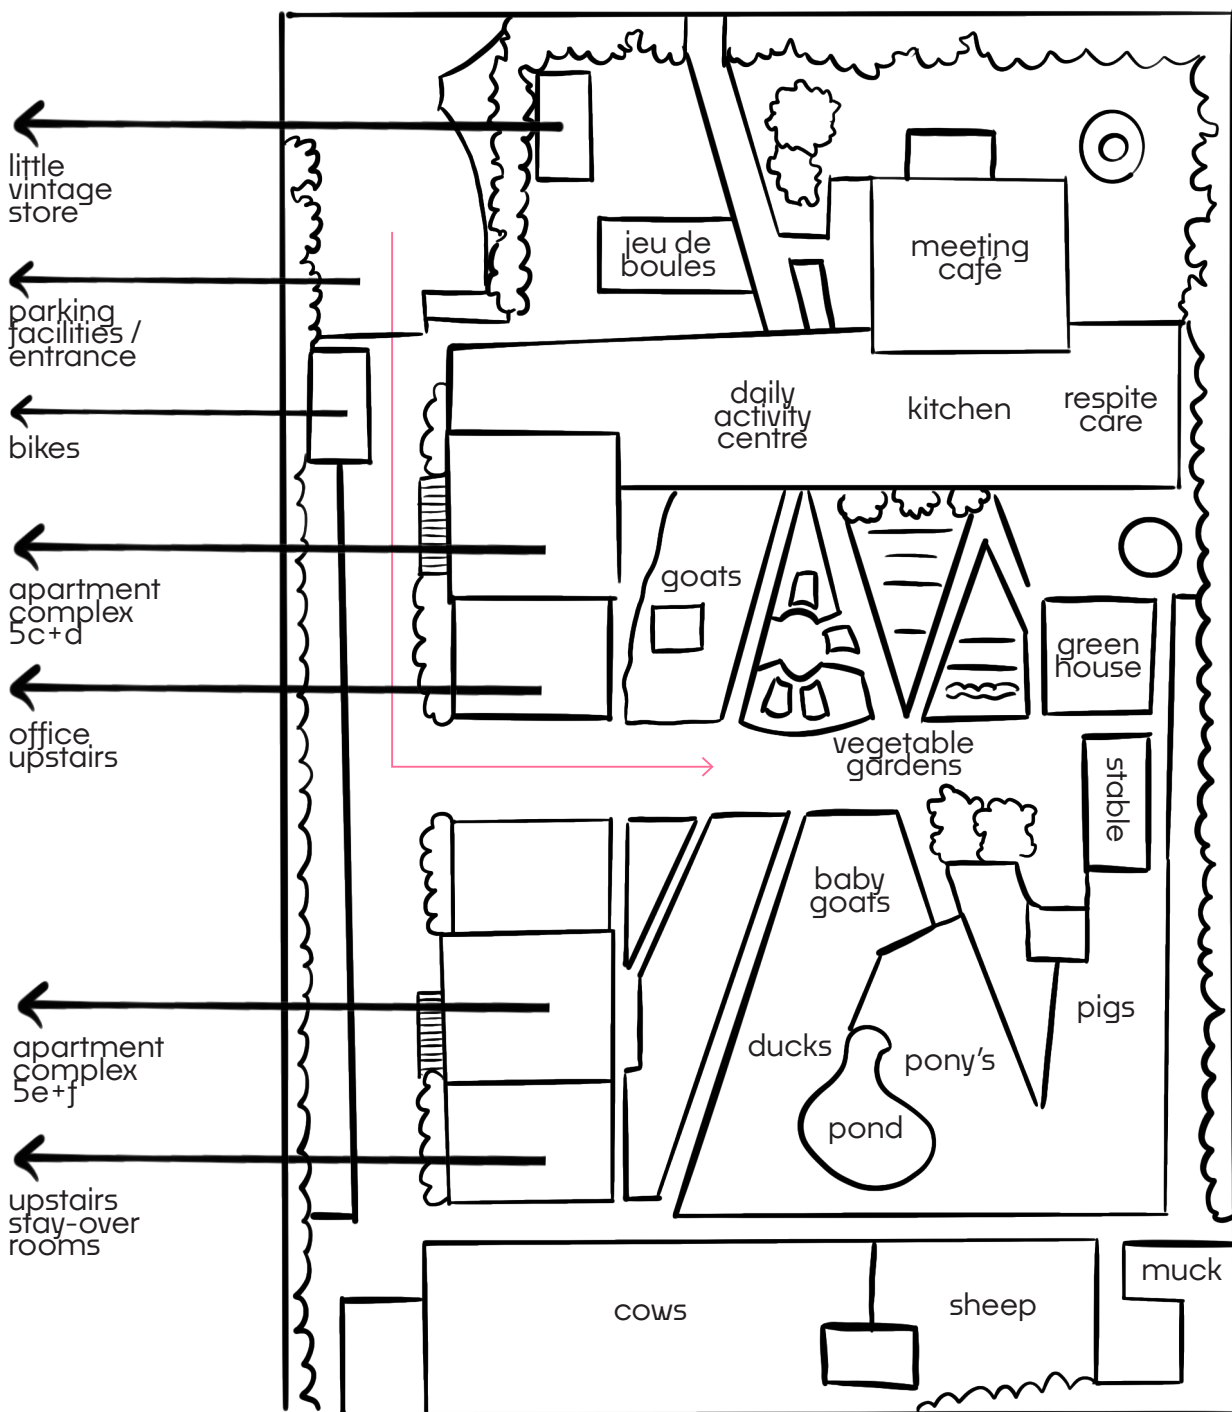 little
vintage
store
parking
facilities /
entrance
bikes
apartment
complex
5c+d
office
upstairs
apartment
complex
5e+f
upstairs
stay-over
rooms
jeu de
boules
meeting
café
daily
activity
centre
kitchen
respite
care
goats
green
house
vegetable
gardens
stable
baby
goats
ducks
pony's
pigs
pond
cows
sheep
muck